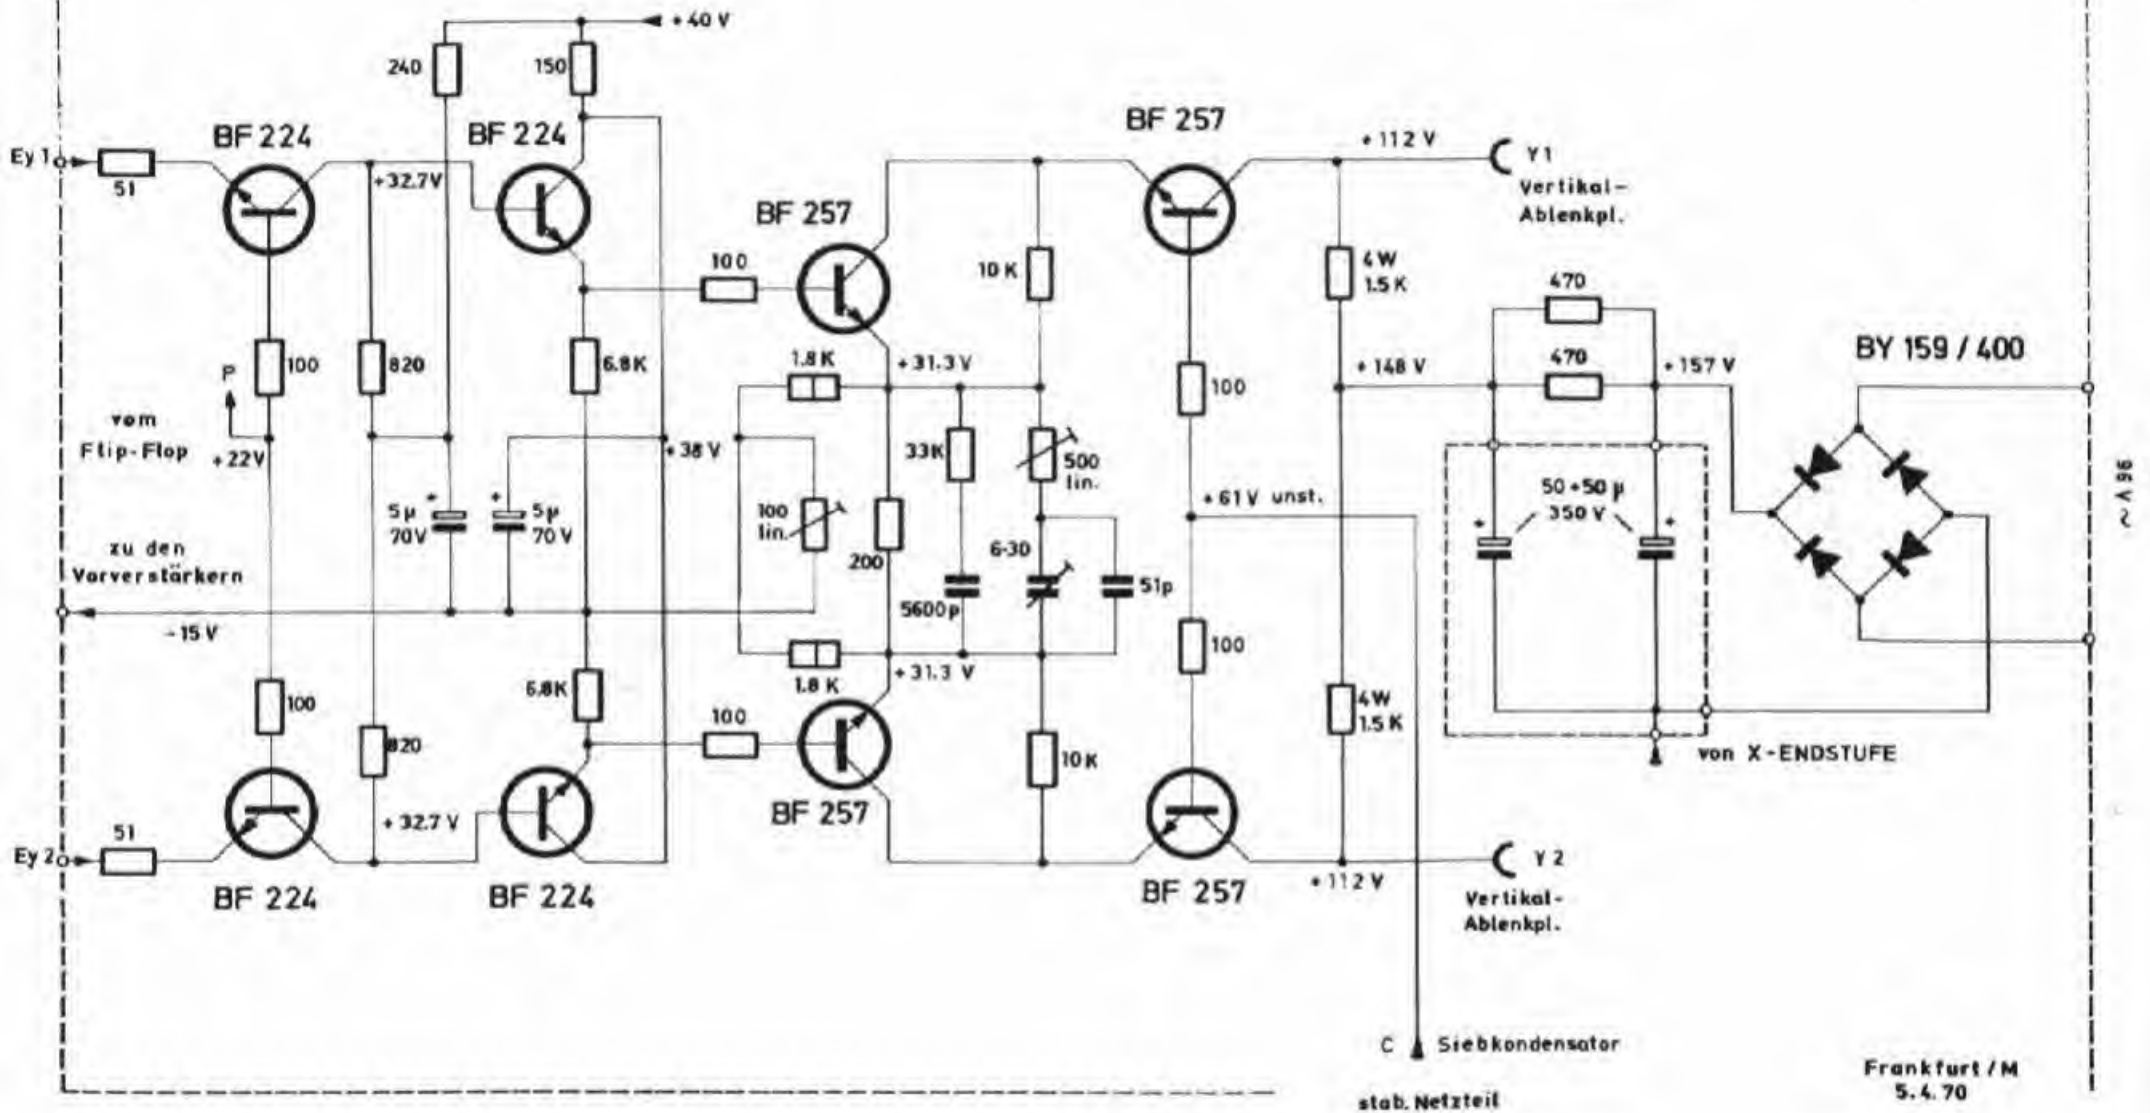 +40 V
240
150
BF 224
BF 224
BF 257
+112 V
Y1
Vertikal-
Ablenkpl.
Ey 1
51
+32.7V
BF 257
100
10 K
4W
1.5 K
470
470
BY 159 / 400
P
100
820
6.8K
1.8K
+31.3 V
100
+148 V
+157 V
vom
Flip-Flop
+22V
+38 V
33K
500
lin.
5µ
70V
5µ
70 V
100
lin.
200
+61V unst.
50+50 µ
350 V
96 V ~
zu den
Vorverstärkern
6-30
51p
5600p
-15 V
100
6.8K
1.8K
+31.3 V
100
4W
1.5 K
820
100
10K
von X-ENDSTUFE
51
+32.7 V
BF 257
Ey 2
Y 2
BF 224
BF 224
BF 257
+112 V
Vertikal-
Ablenkpl.
C
Siebkondensator
stab. Netzteil
Frankfurt / M
5.4.70